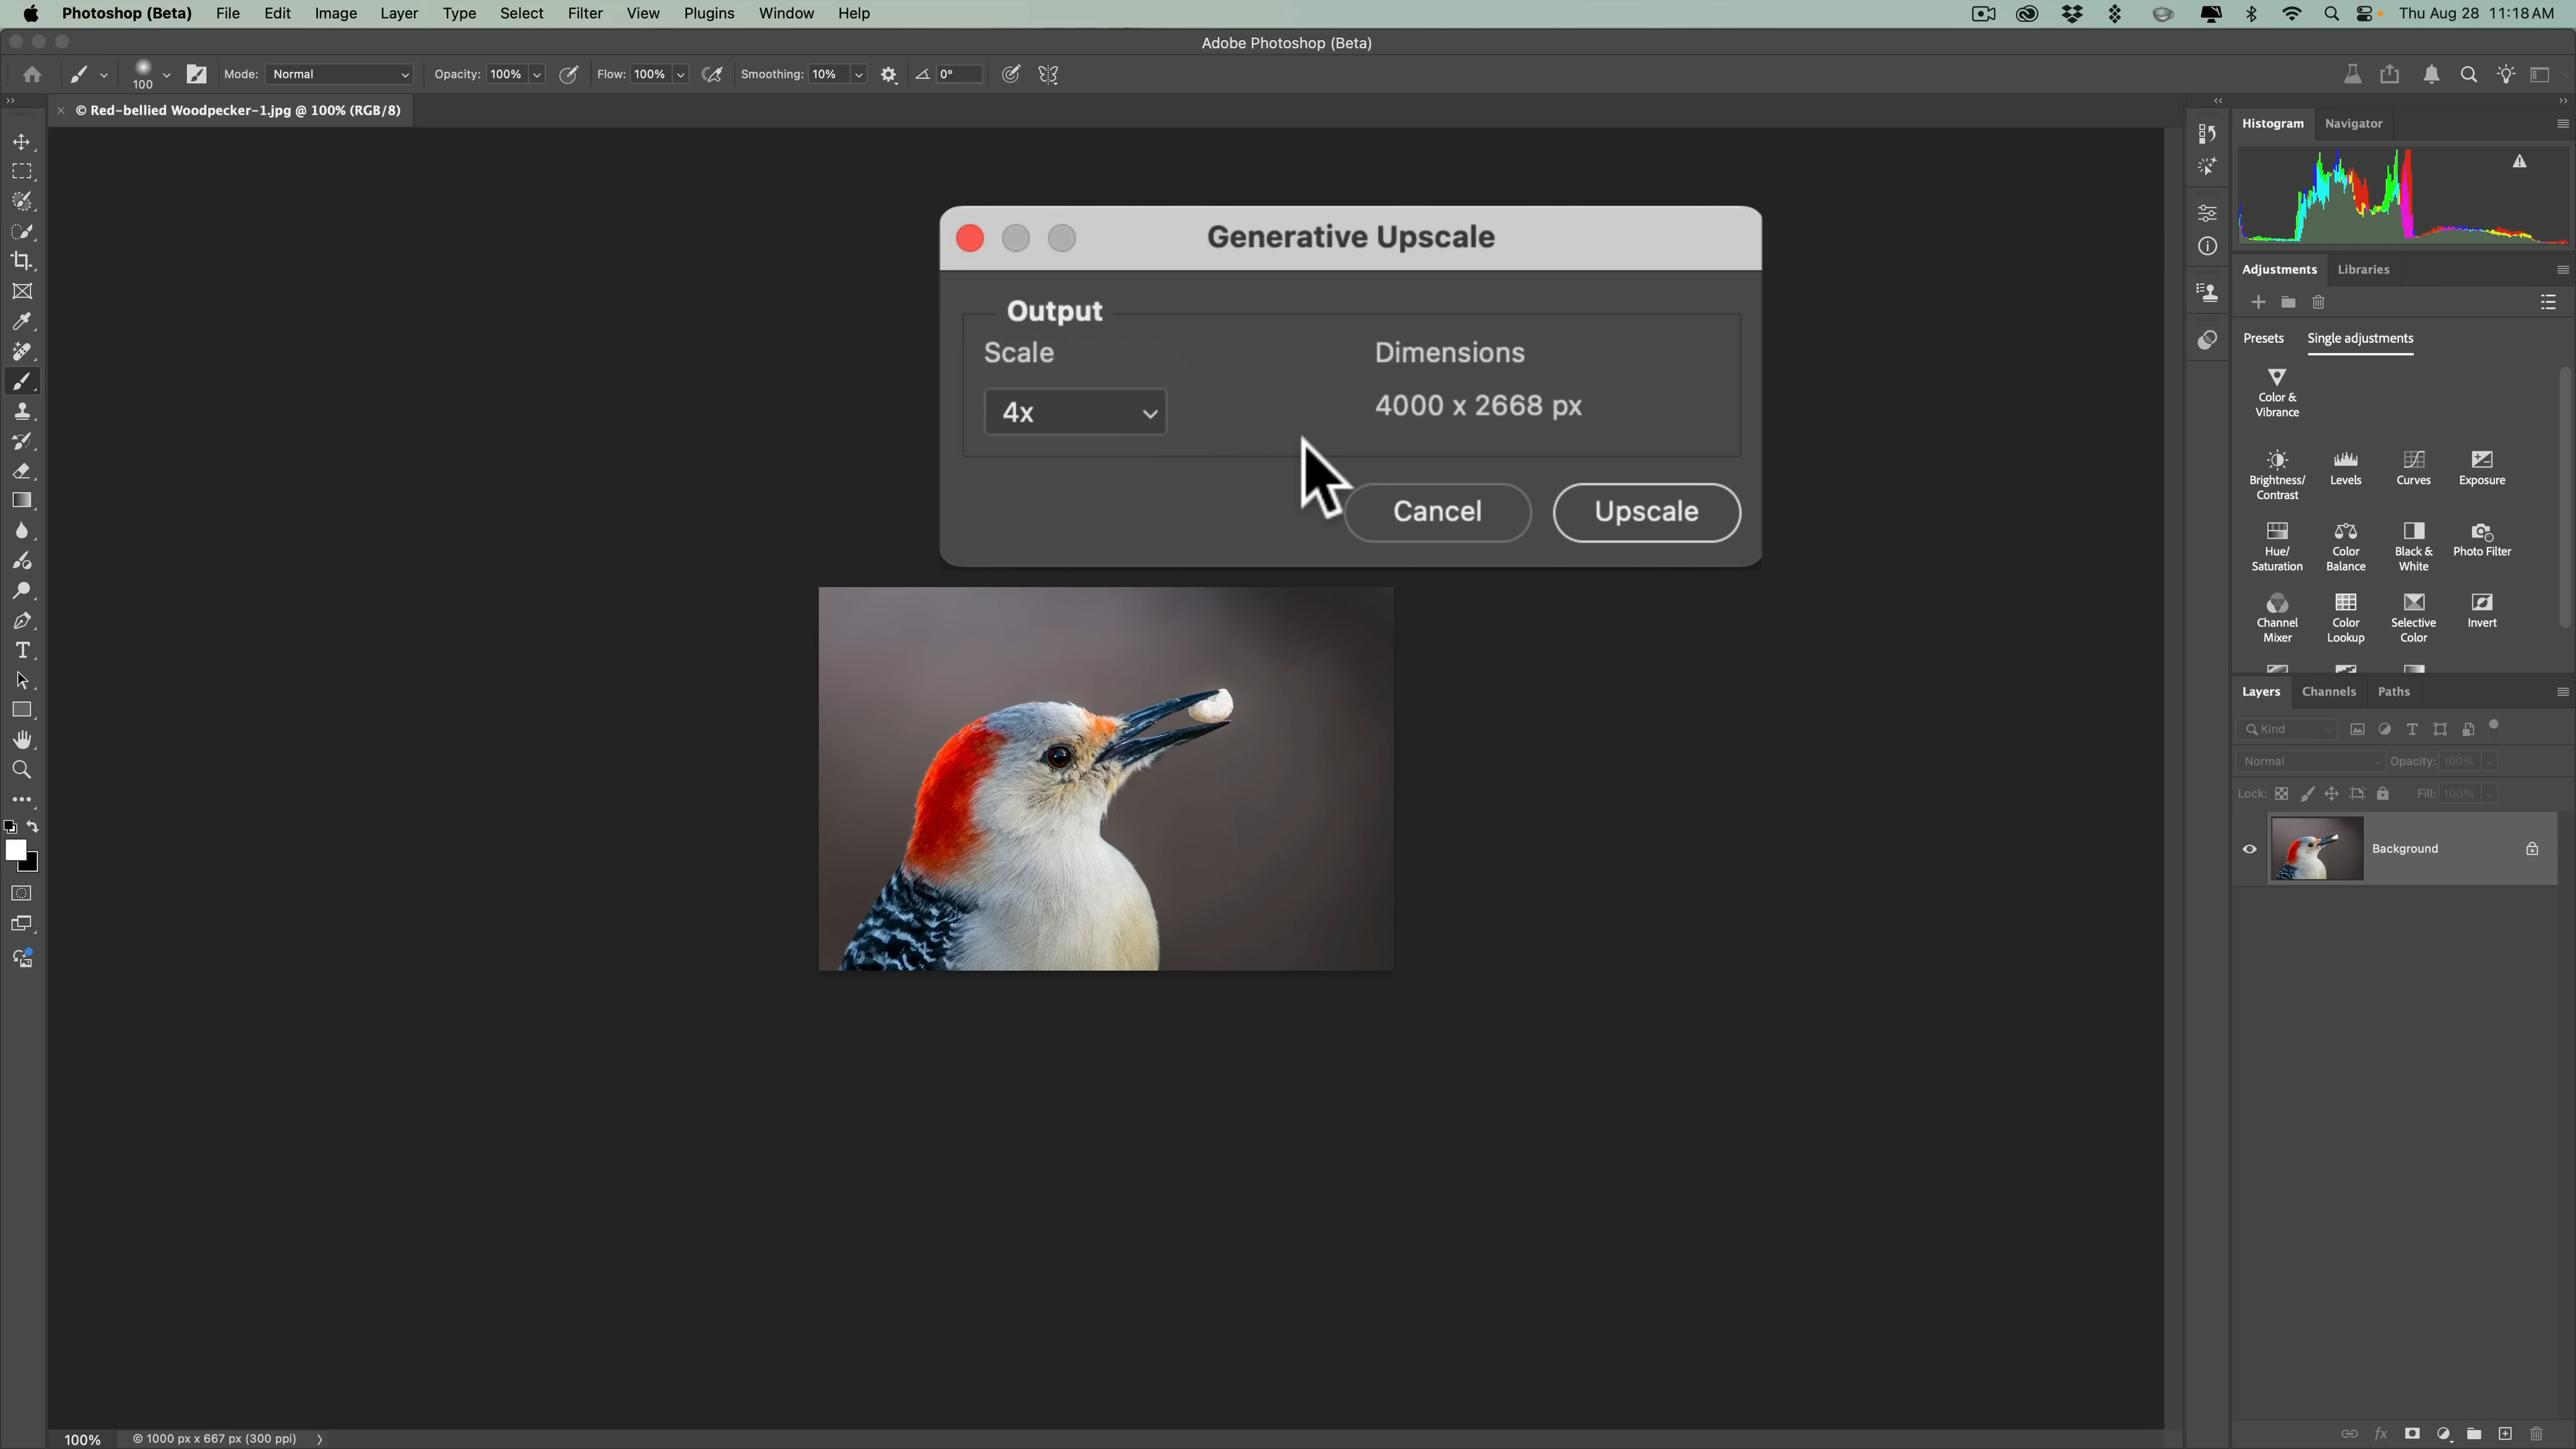 Photoshop (Beta) File Edit Image Layer Type Select Filter View Plugins Window Help Thu Aug 28 11:18 AM
Adobe Photoshop (Beta)
100 Mode: Normal Opacity: 100% Flow: 100% Smoothing: 10% 0°
© Red-bellied Woodpecker-1.jpg @ 100% (RGB/8)
Generative Upscale
Output
Scale Dimensions
4x 4000 x 2668 px
Cancel Upscale
Histogram Navigator
Adjustments Libraries
Presets Single adjustments
Color &
Vibrance
Brightness/
Contrast
Levels
Curves
Exposure
Hue/
Saturation
Color
Balance
Black &
White
Photo Filter
Channel
Mixer
Color
Lookup
Selective
Color
Invert
Layers Channels Paths
Kind
Normal Opacity: 100%
Lock: Fill: 100%
Background
fx
100% © 1000 px x 667 px (300 ppi)